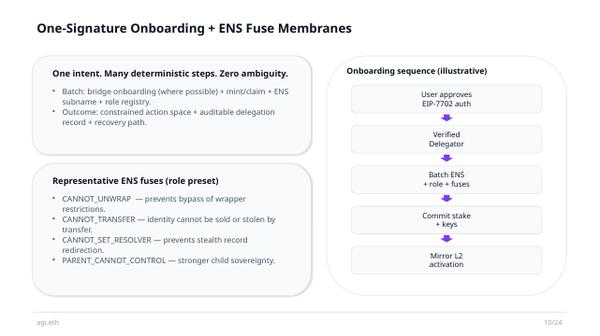 One-Signature Onboarding + ENS Fuse Membranes
One intent. Many deterministic steps. Zero ambiguity.
• Batch: bridge onboarding (where possible) + mint/claim + ENS
subname + role registry.
• Outcome: constrained action space + auditable delegation
record + recovery path.
Representative ENS fuses (role preset)
• CANNOT_UNWRAP — prevents bypass of wrapper
restrictions.
• CANNOT_TRANSFER — identity cannot be sold or stolen by
transfer.
• CANNOT_SET_RESOLVER — prevents stealth record
redirection.
• PARENT_CANNOT_CONTROL — stronger child sovereignty.
Onboarding sequence (illustrative)
User approves
EIP-7702 auth
Verified
Delegator
Batch ENS
+ role + fuses
Commit stake
+ keys
Mirror L2
activation
agi.eth
10/24